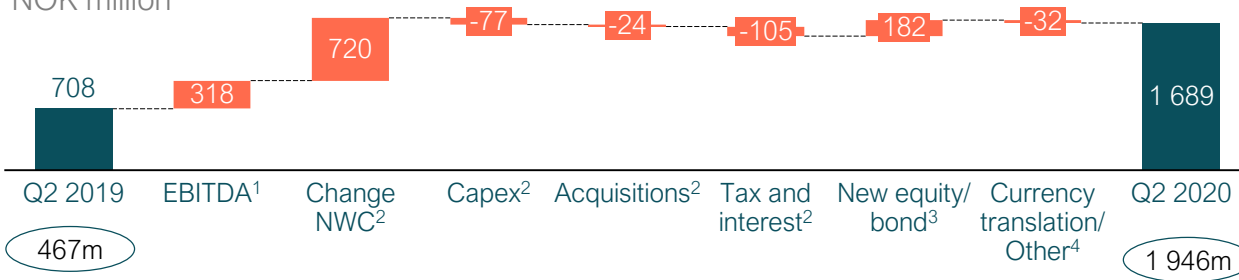 NOK million
708
318
720
-77
-24
-105
182
-32
1 689
Q2 2019
EBITDA¹
Change
NWC²
Capex²
Acquisitions²
Tax and
interest²
New equity/
bond³
Currency
translation/
Other⁴
Q2 2020
467m
1 946m